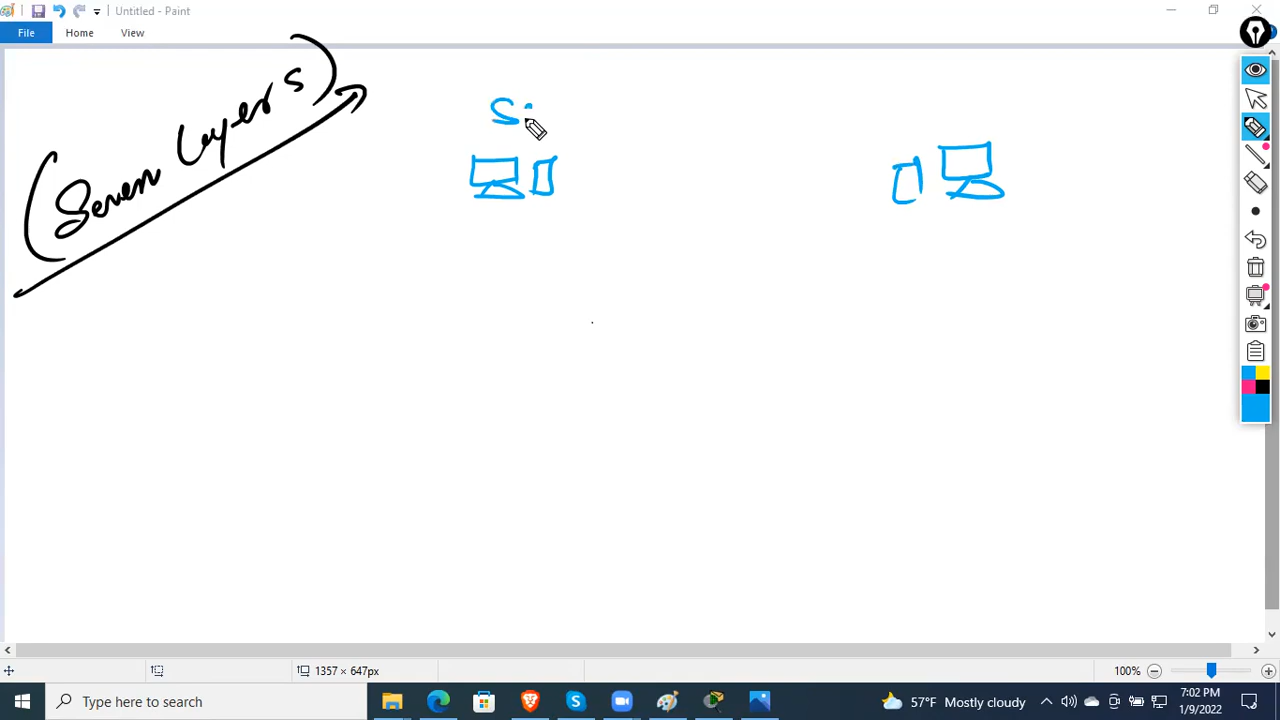 Untitled - Paint
File Home View
(Seven Layers)
S
1357 × 647px
100%
Type here to search
57°F Mostly cloudy
7:02 PM
1/9/2022